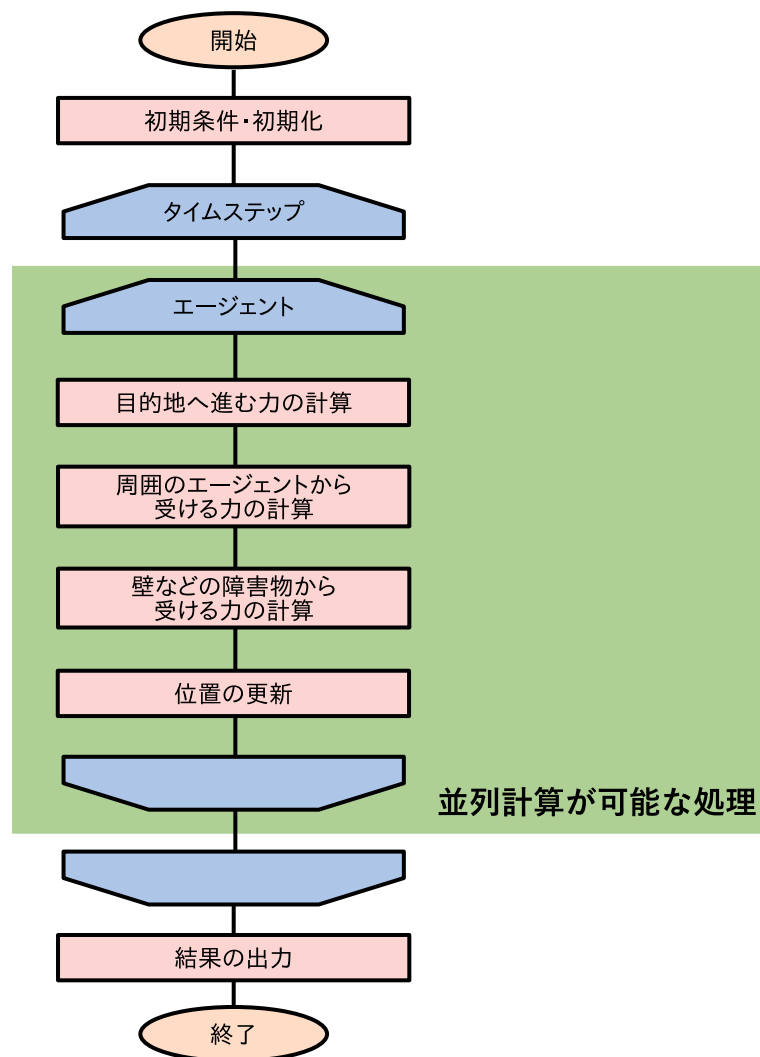 開始
初期条件・初期化
タイムステップ
エージェント
目的地へ進む力の計算
周囲のエージェントから
受ける力の計算
壁などの障害物から
受ける力の計算
位置の更新
並列計算が可能な処理
結果の出力
終了